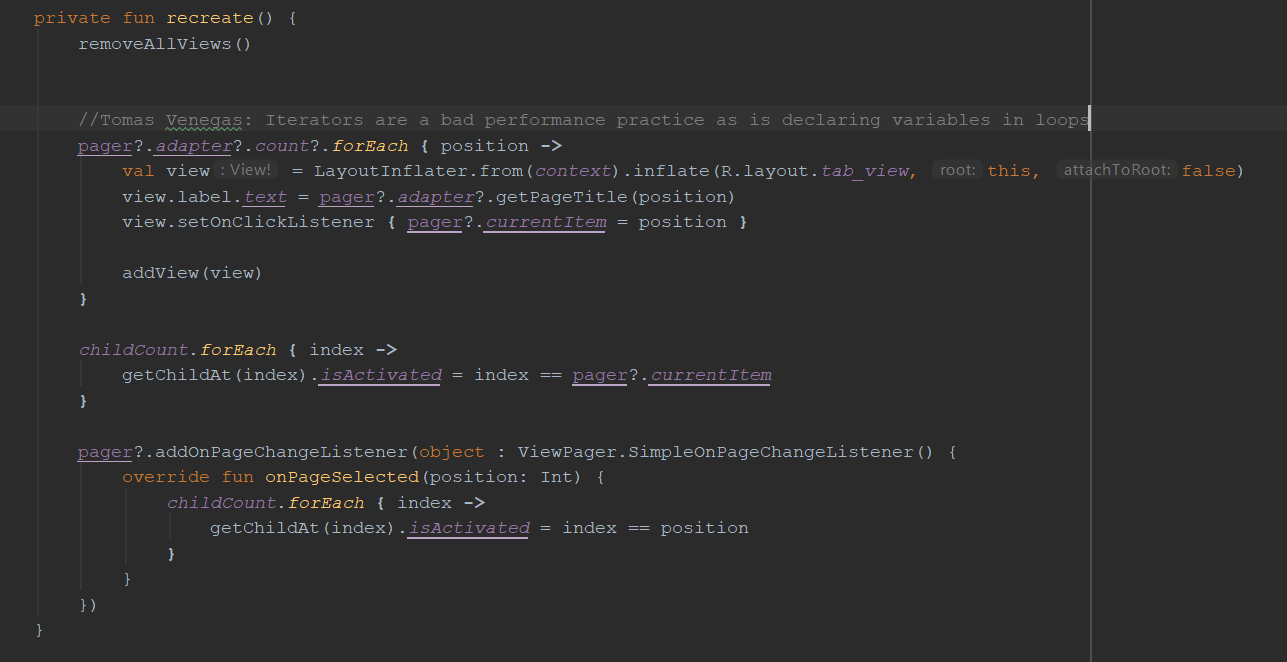 private fun recreate() {
    removeAllViews()
    //Tomas Venegas: Iterators are a bad performance practice as is declaring variables in loops
    pager?.adapter?.count?.forEach { position ->
        val view : View! = LayoutInflater.from(context).inflate(R.layout.tab_view, root: this, attachToRoot: false)
        view.label.text = pager?.adapter?.getPageTitle(position)
        view.setOnClickListener { pager?.currentItem = position }
        addView(view)
    }
    childCount.forEach { index ->
        getChildAt(index).isActivated = index == pager?.currentItem
    }
    pager?.addOnPageChangeListener(object : ViewPager.SimpleOnPageChangeListener() {
        override fun onPageSelected(position: Int) {
            childCount.forEach { index ->
                getChildAt(index).isActivated = index == position
            }
        }
    })
}